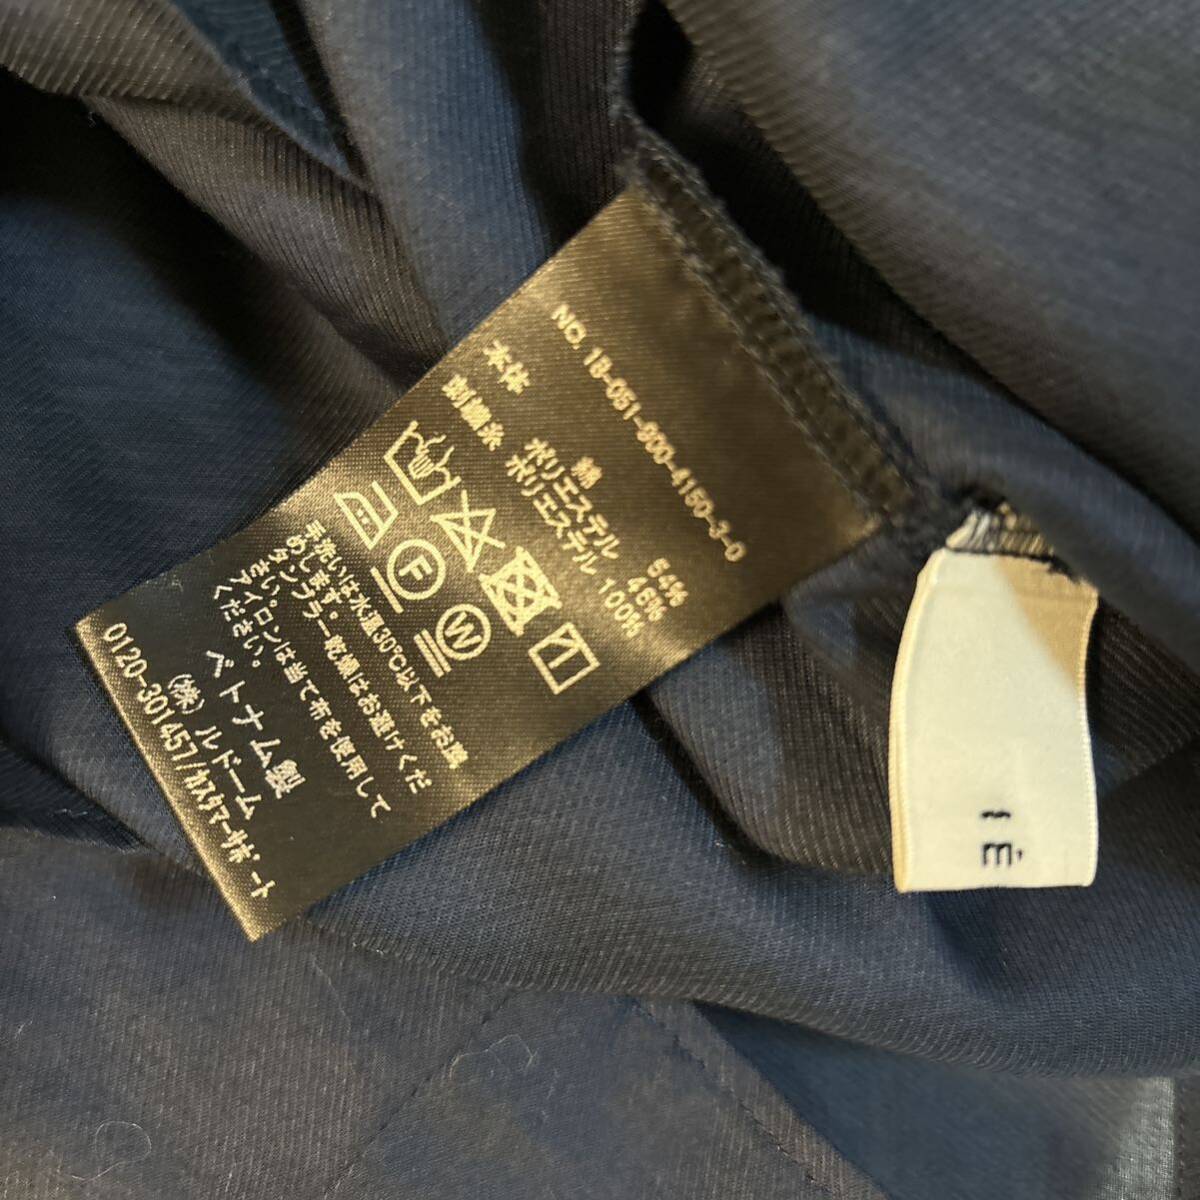 NO. 18-051-600-4150-3-0
本体 綿 54%
ポリエステル 46%
刺繍糸 ポリエステル 100%
F
W
手洗いは水温30℃以下をお薦
めします。
タンブラー乾燥はお避けくだ
さい。
アイロンは当て布を使用して
ください。
ベトナム製
(株)ルドーム
0120-301457/カスタマーサポート